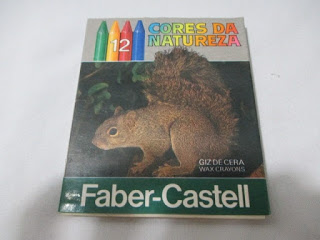 12
CORES DA
NATUREZA
GIZ DE CERA
WAX CRAYONS
Faber-Castell